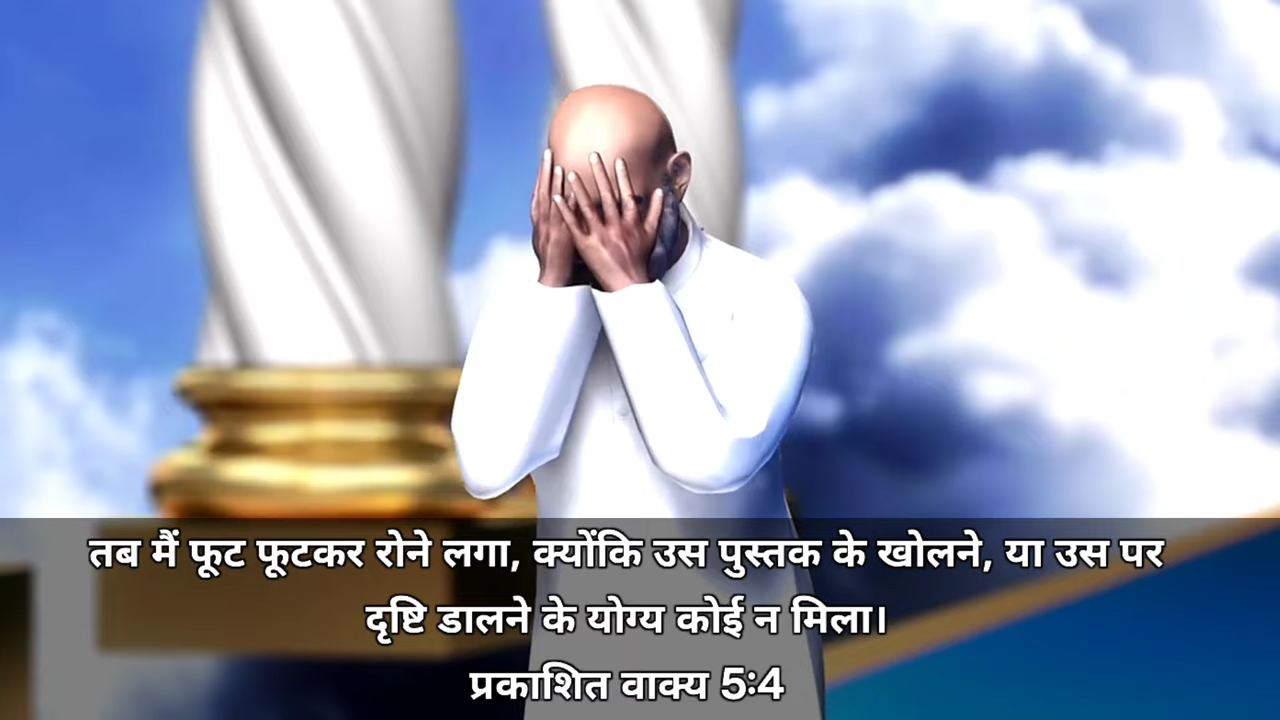 तब मैं फूट फूटकर रोने लगा, क्योंकि उस पुस्तक के खोलने, या उस पर
दृष्टि डालने के योग्य कोई न मिला।
प्रकाशित वाक्य 5:4